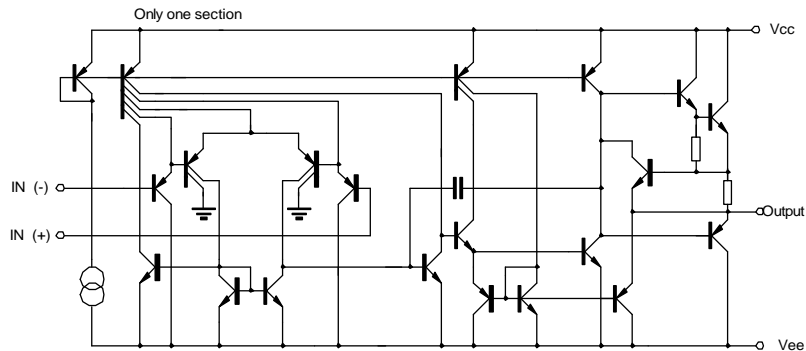 Only one section
Vcc
IN (-)
Output
IN (+)
Vee